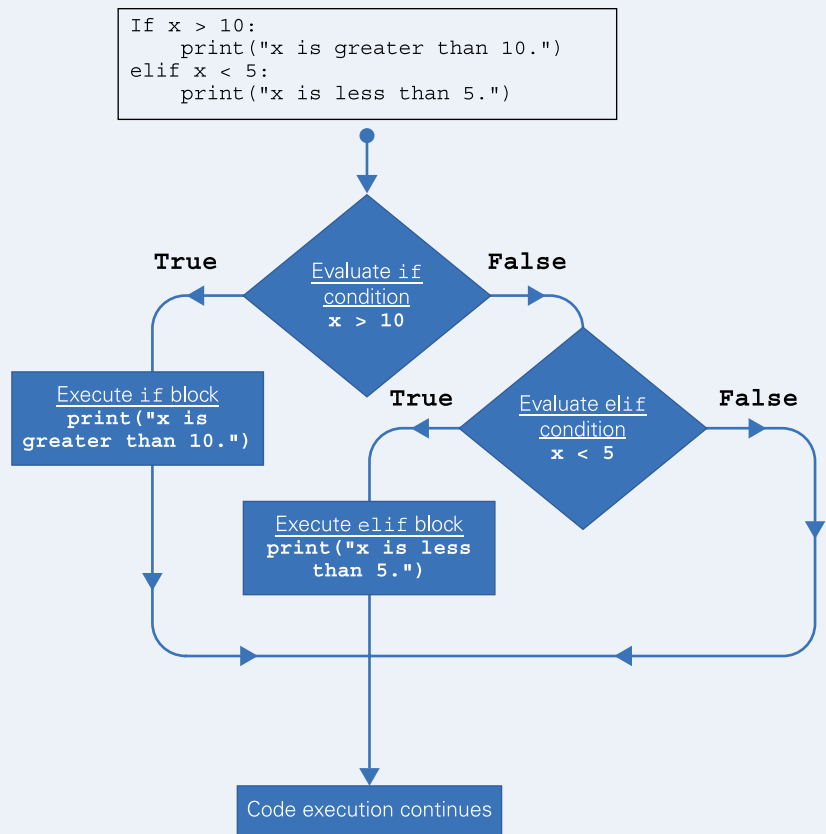 If x > 10:
    print("x is greater than 10.")
elif x < 5:
    print("x is less than 5.")
True
Evaluate if
condition
x > 10
False
Execute if block
print("x is
greater than 10.")
True
Evaluate elif
condition
x < 5
False
Execute elif block
print("x is less
than 5.")
Code execution continues